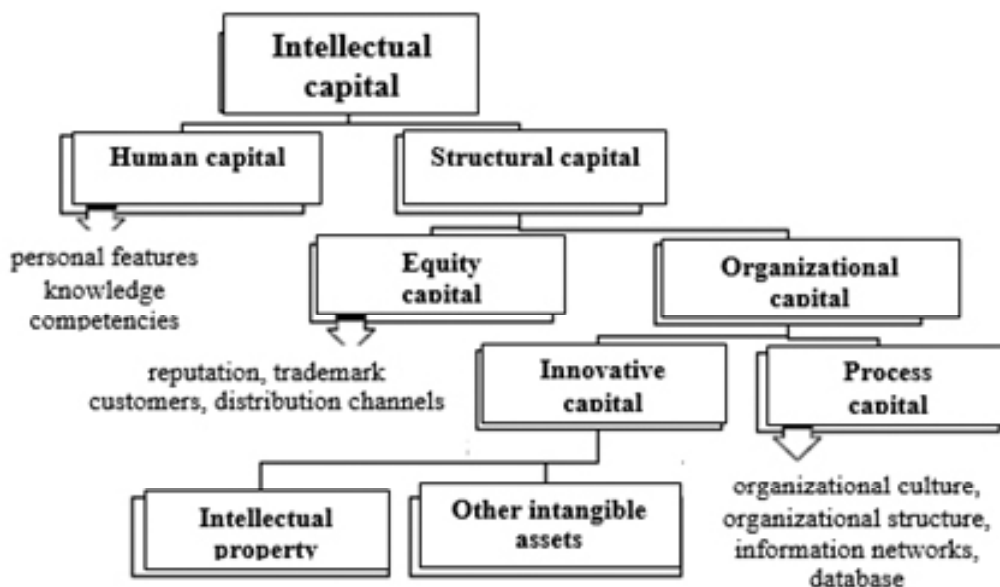 Intellectual
capital
Human capital
Structural capital
personal features
knowledge
competencies
Equity
capital
Organizational
capital
reputation, trademark
customers, distribution channels
Innovative
capital
Process
capital
Intellectual
property
Other intangible
assets
organizational culture,
organizational structure,
information networks,
database